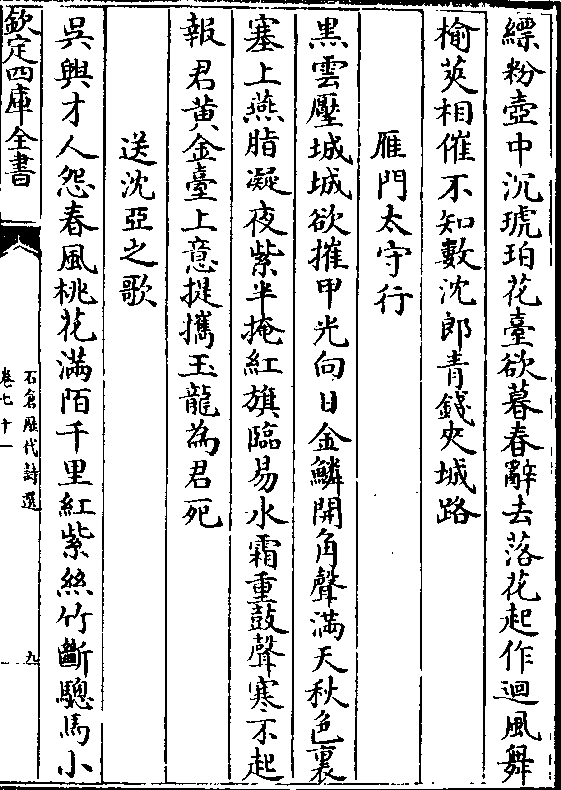 縹粉壺中沉琥珀花臺欲暮春辭去落花起作迴風舞
榆莢相催不知數沈郎青錢夾城路
雁門太守行
黑雲壓城城欲摧甲光向日金鱗開角聲滿天秋色裏
塞上燕脂凝夜紫半掩紅旗臨易水霜重鼓聲寒不起
報君黄金臺上意提攜玉龍為君死
送沈亞之歌
吳興才人怨春風桃花滿陌千里紅紫絲竹斷驄馬小
欽定四庫全書
石倉歷代詩選
卷七十一
九